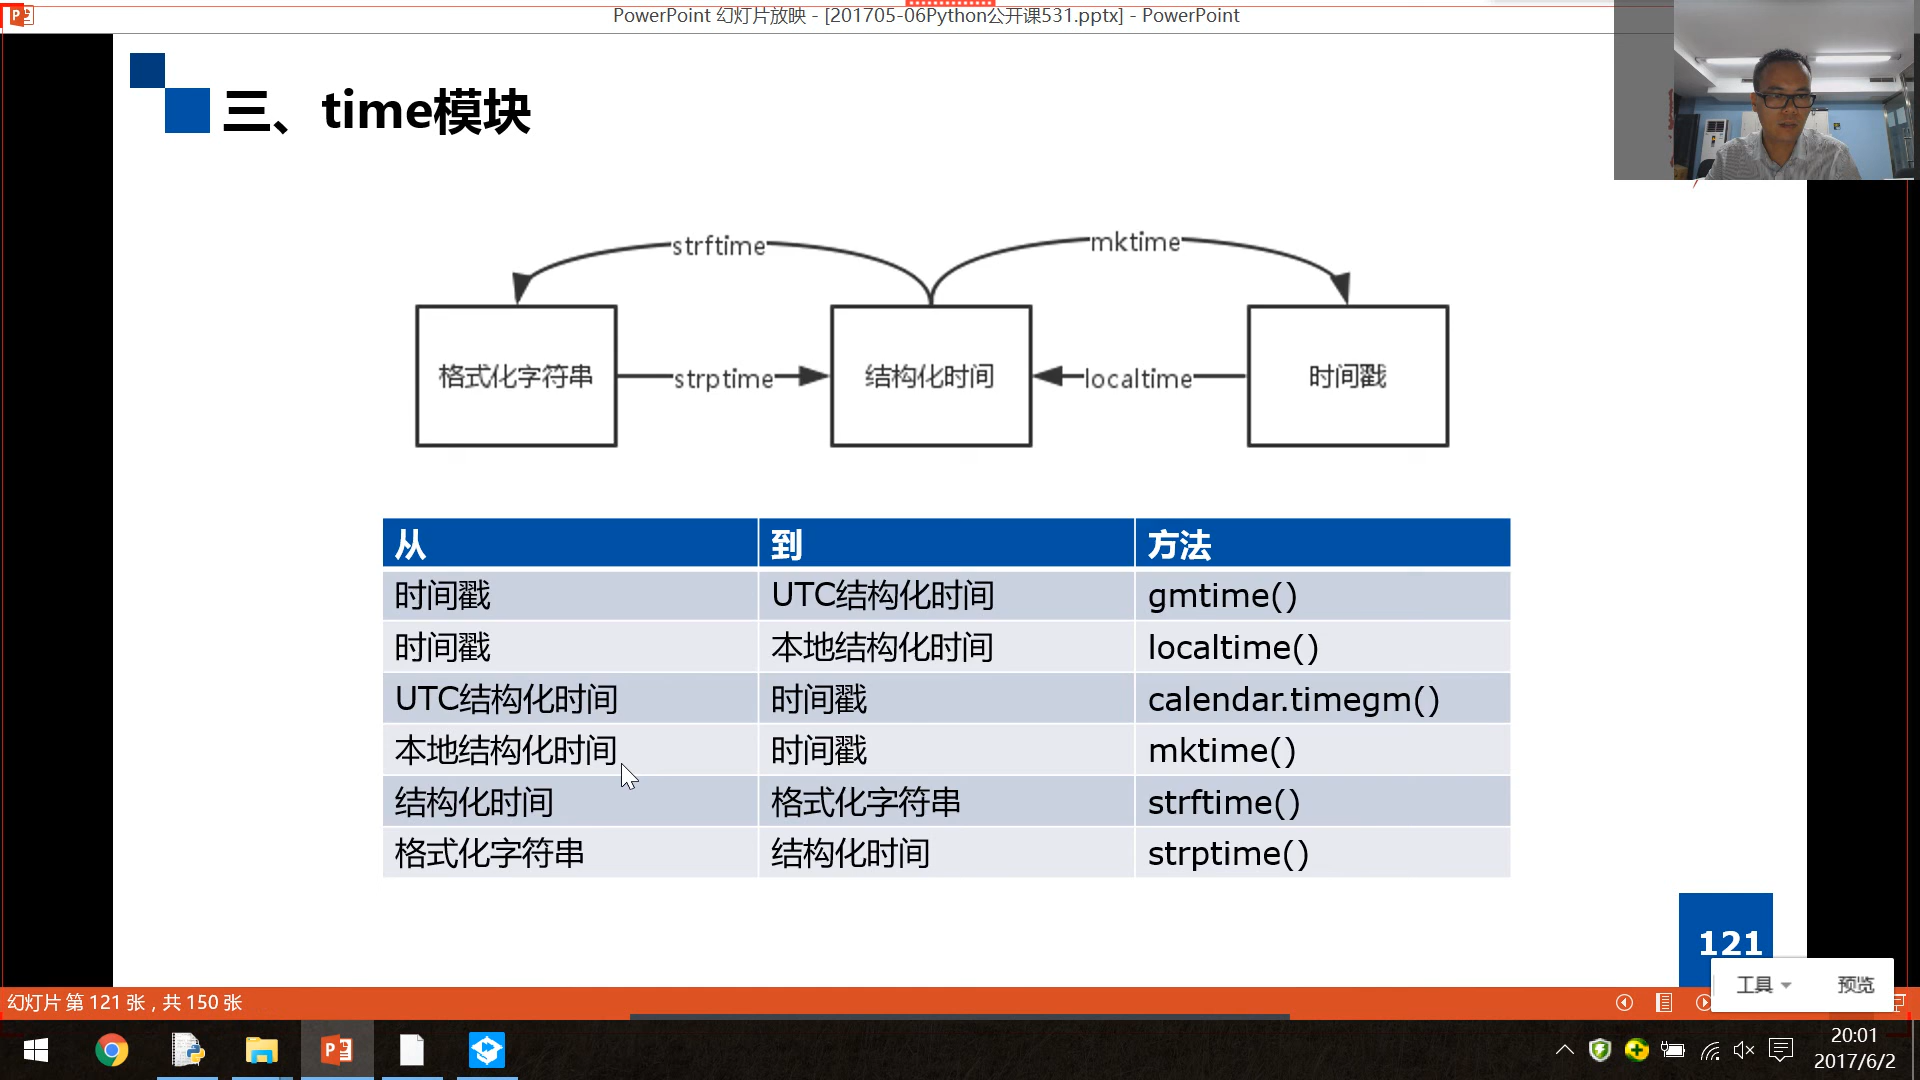 PowerPoint 幻灯片放映 - [201705-06Python公开课531.pptx] - PowerPoint
三、time模块
strftime
mktime
格式化字符串
strptime
结构化时间
localtime
时间戳
从 到 方法
时间戳 UTC结构化时间 gmtime()
时间戳 本地结构化时间 localtime()
UTC结构化时间 时间戳 calendar.timegm()
本地结构化时间 时间戳 mktime()
结构化时间 格式化字符串 strftime()
格式化字符串 结构化时间 strptime()
121
工具 预览
幻灯片 第 121 张 , 共 150 张
20:01
2017/6/2